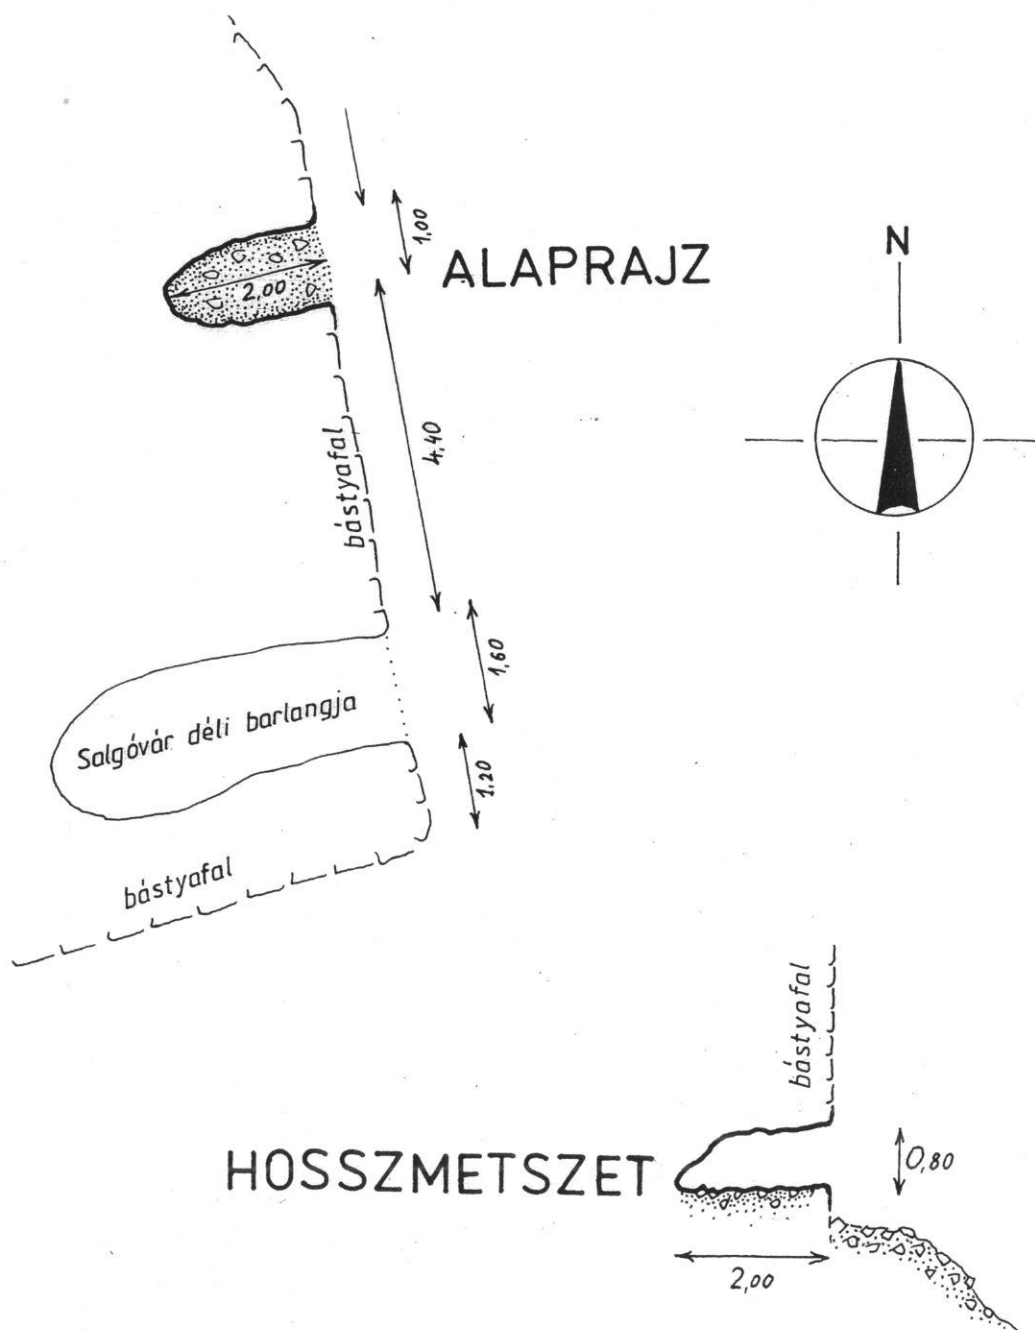 1,00
ALAPRAJZ
N
2,00
4,40
bástyafal
1,60
Salgóvár déli barlangja
1,20
bástyafal
bástyafal
HOSSZMETSZET
0,80
2,00